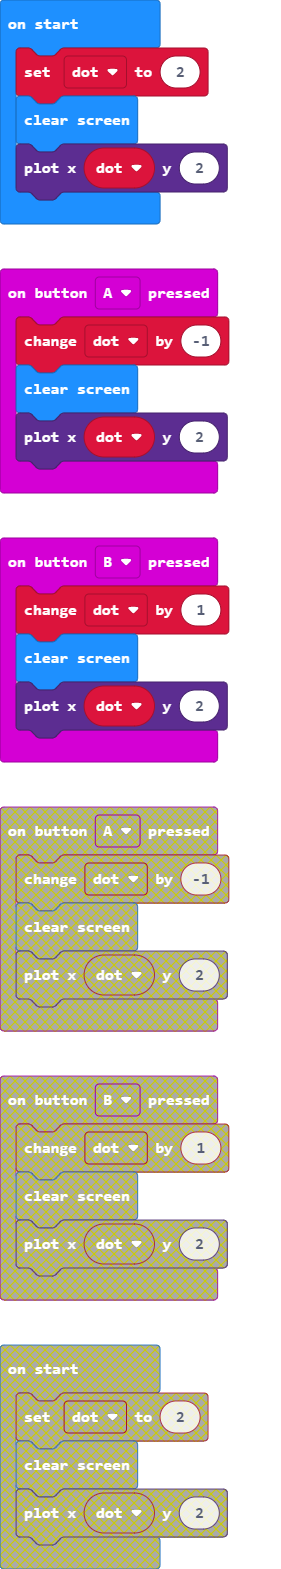 on start
set dot to 2
clear screen
plot x dot y 2
on button A pressed
change dot by -1
clear screen
plot x dot y 2
on button B pressed
change dot by 1
clear screen
plot x dot y 2
on button A pressed
change dot by -1
clear screen
plot x dot y 2
on button B pressed
change dot by 1
clear screen
plot x dot y 2
on start
set dot to 2
clear screen
plot x dot y 2